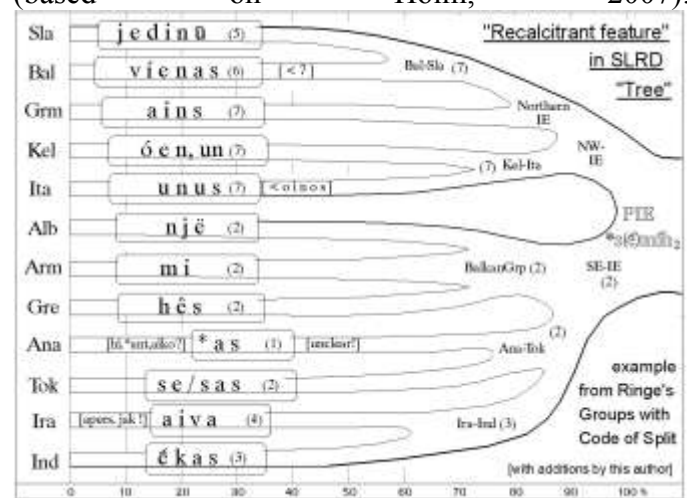 (based on Holm, 2007).
"Recalcitrant feature"
in SLRD
"Tree"
Sla jedinŭ (5)
Bal víenas (6) [<?]
Bal-Sla (7)
Grm ains (7)
Northern IE
Kel óen, un (7)
NW-IE
(7) Kel-Ita
Ita unus (7) [<oinos]
PIE
Alb një (2)
Arm mi (2)
BalkanGrp (2)
SE-IE (2)
Gre hês (2)
(2)
Ana *as (1) [unclear!]
Ana-Tok
Tok se/sas (2)
Ira [apers. jak!] aiva (4)
Ira-Ind (3)
Ind ékas (3)
example
from Ringe's
Groups with
Code of Split
[with additions by this author]
0 10 20 30 40 50 60 70 80 90 100 %